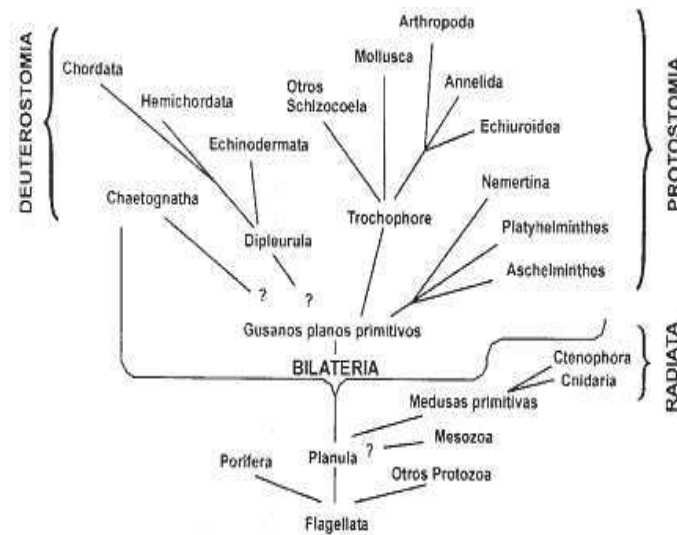 Arthropoda
Mollusca
Chordata
Otros
Schizocoela
Annelida
Hemichordata
Echiuroidea
Echinodermata
DEUTEROSTOMIA
PROTOSTOMIA
Nemertina
Chaetognatha
Trochophore
Platyhelminthes
Dipleurula
Aschelminthes
? ?
Gusanos planos primitivos
BILATERIA
Ctenophora
Cnidaria
RADIATA
Medusas primitivas
Mesozoa
?
Porifera
Planula
Otros Protozoa
Flagellata